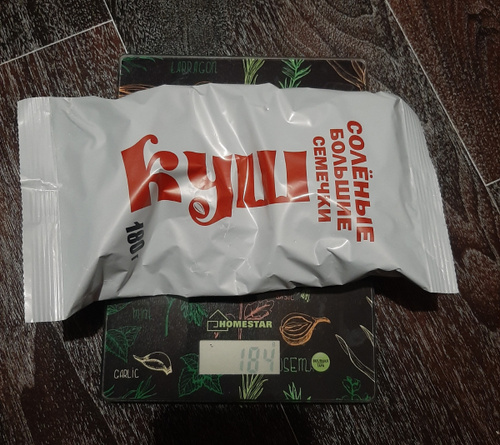 TARRAGON
КУШ
СОЛЁНЫЕ
БОЛЬШИЕ
СЕМЕЧКИ
180г
HOMESTAR
184
GARLIC